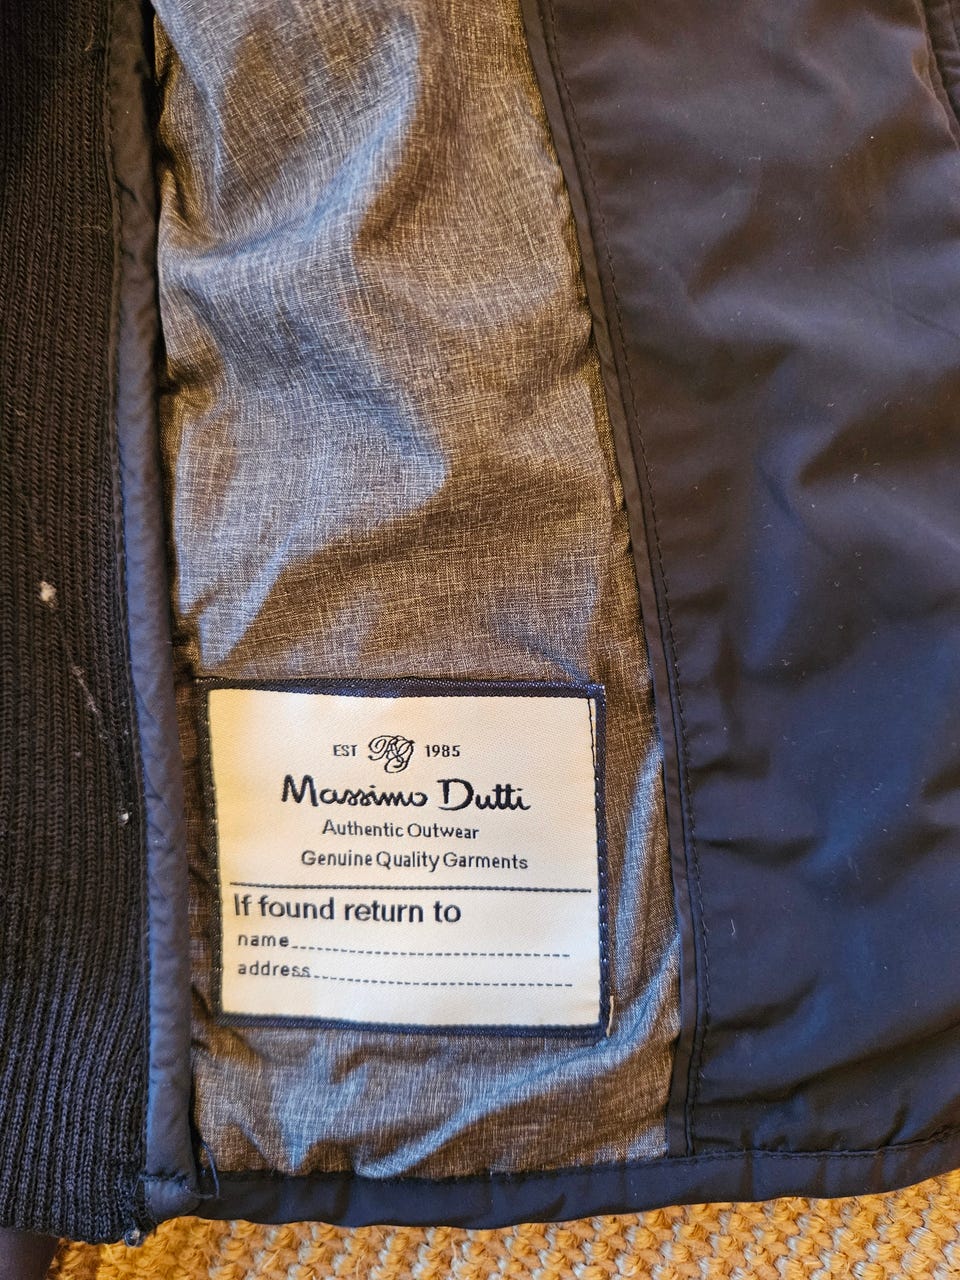 EST 1985
Massimo Dutti
Authentic Outwear
Genuine Quality Garments
If found return to
name
address